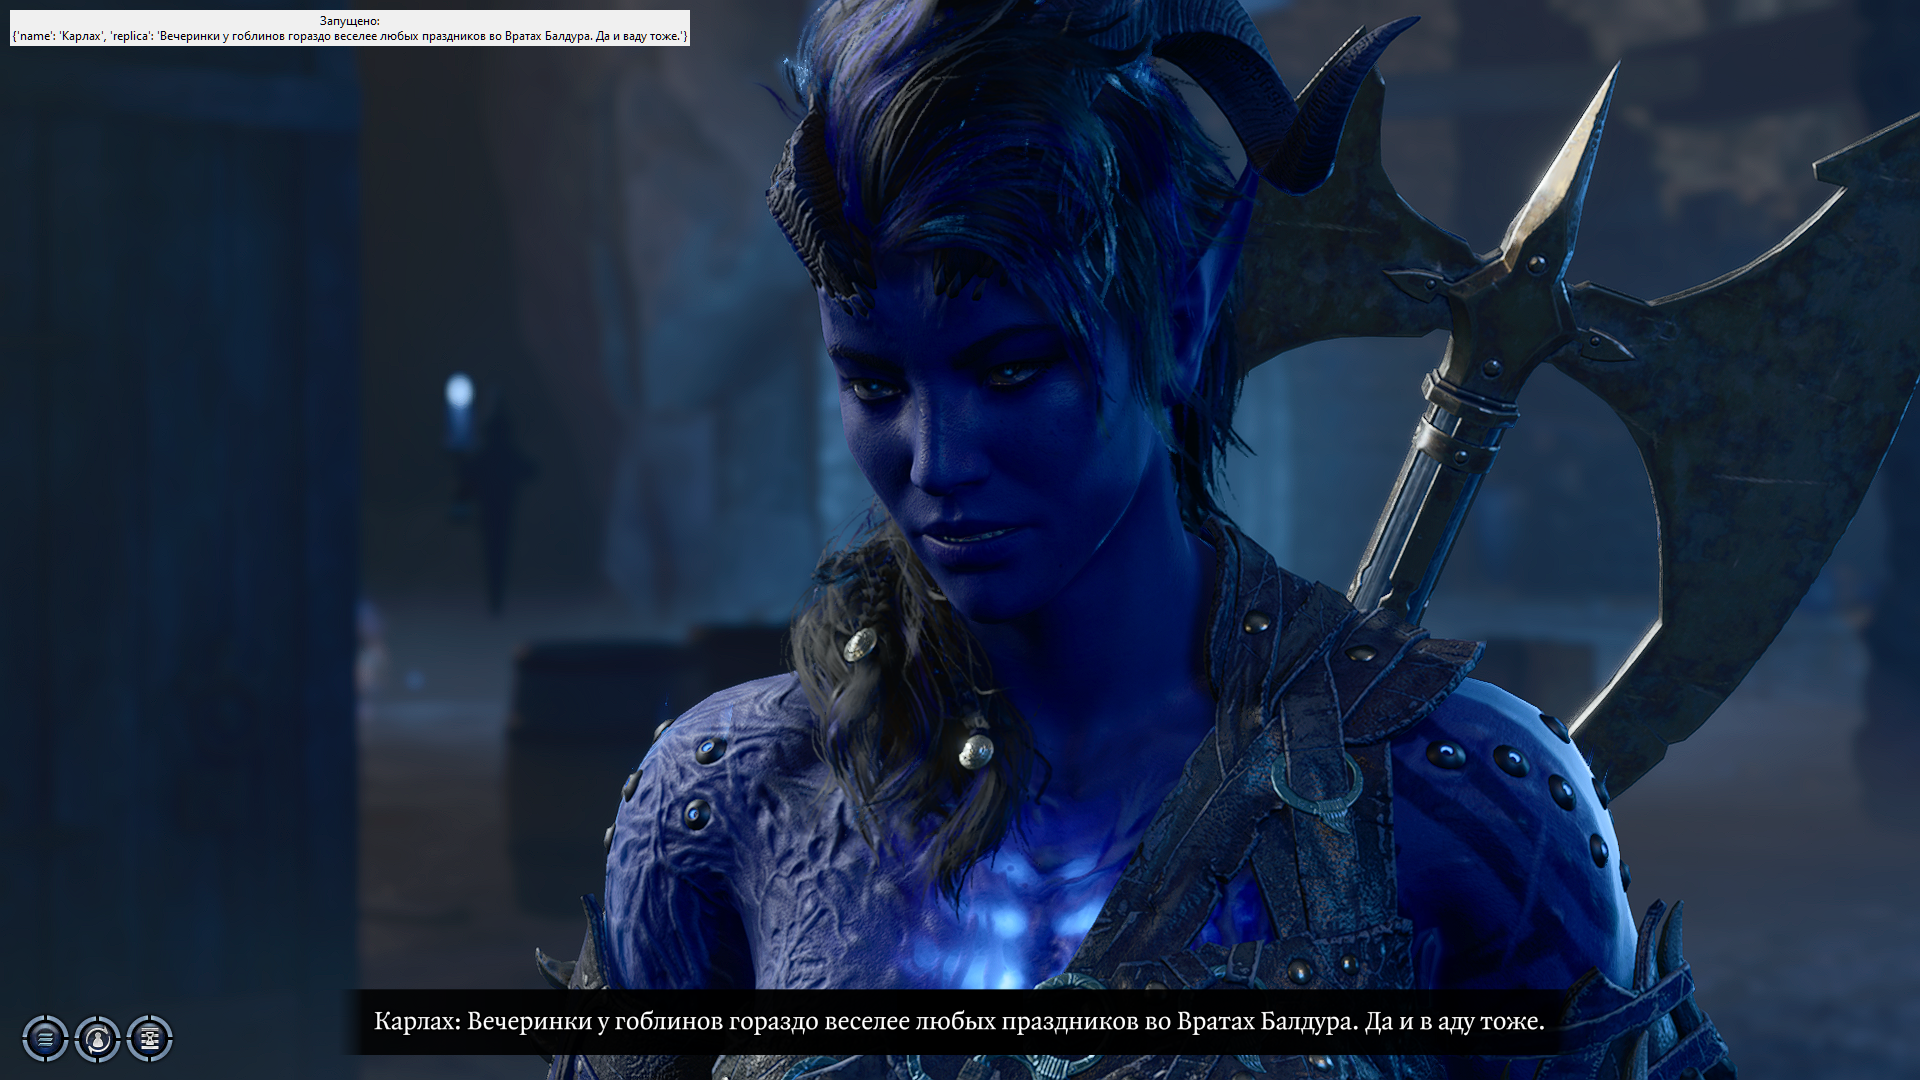 Запущено:
{'name': 'Карлах', 'replica': 'Вечеринки у гоблинов гораздо веселее любых праздников во Вратах Балдура. Да и ваду тоже.'}
Карлах: Вечеринки у гоблинов гораздо веселее любых праздников во Вратах Балдура. Да и в аду тоже.